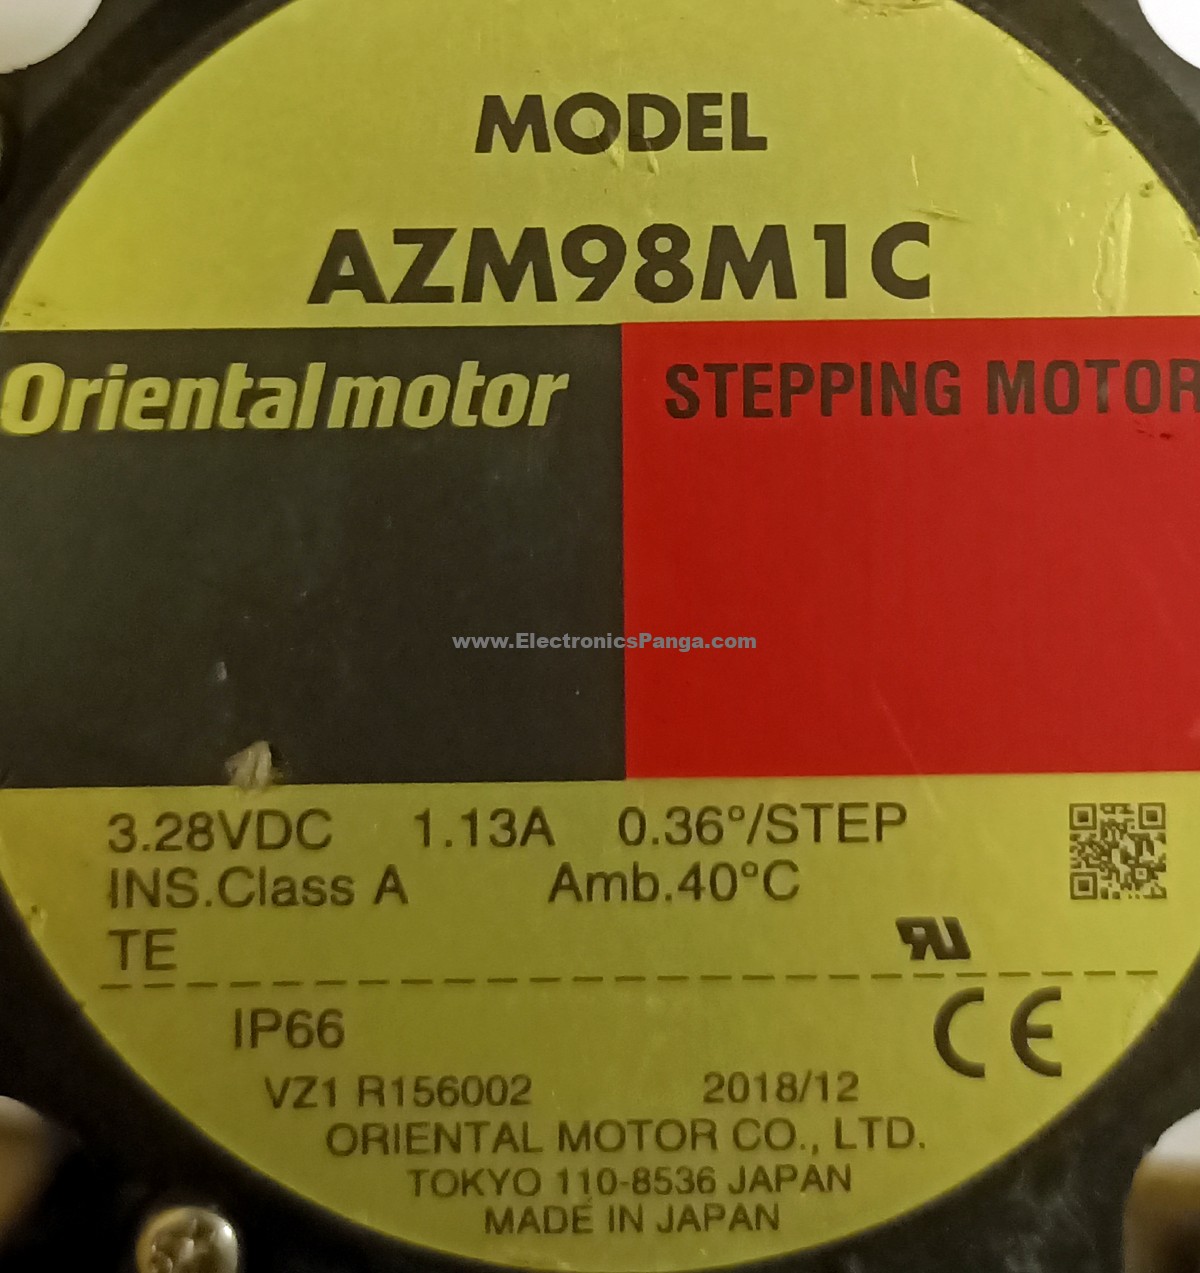 MODEL
AZM98M1C
Orientalmotor STEPPING MOTOR
www.ElectronicsPanga.com
3.28VDC 1.13A 0.36°/STEP
INS.Class A Amb.40°C
TE
IP66
CE
VZ1 R156002 2018/12
ORIENTAL MOTOR CO., LTD.
TOKYO 110-8536 JAPAN
MADE IN JAPAN